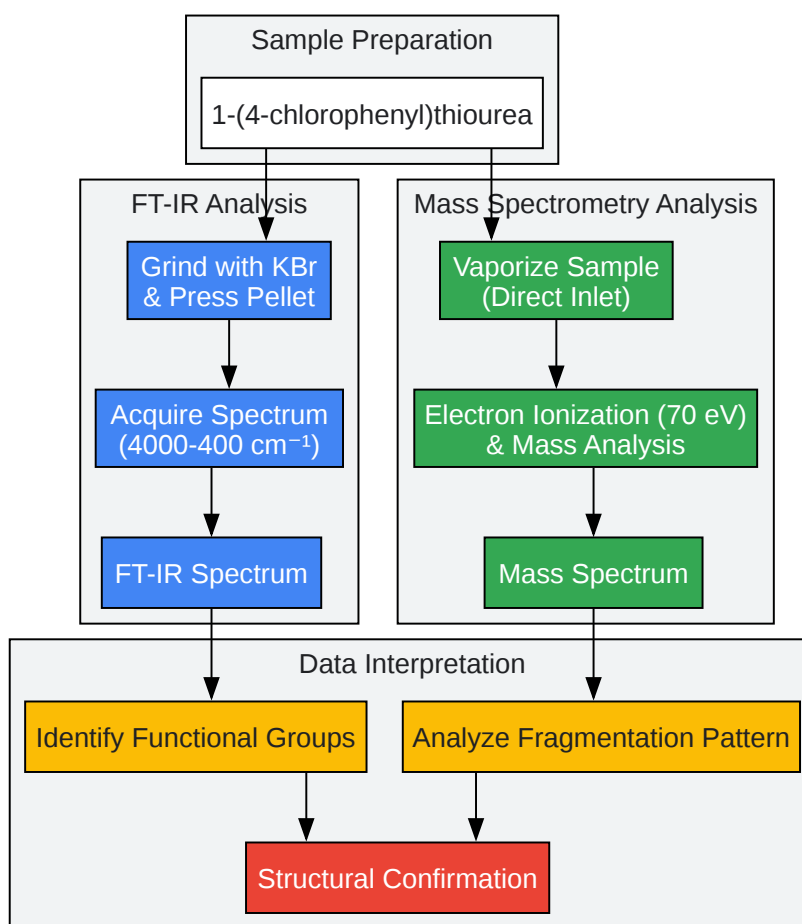 Sample Preparation
1-(4-chlorophenyl)thiourea
FT-IR Analysis
Grind with KBr
& Press Pellet
Acquire Spectrum
(4000-400 cm⁻¹)
FT-IR Spectrum
Mass Spectrometry Analysis
Vaporize Sample
(Direct Inlet)
Electron Ionization (70 eV)
& Mass Analysis
Mass Spectrum
Data Interpretation
Identify Functional Groups
Analyze Fragmentation Pattern
Structural Confirmation